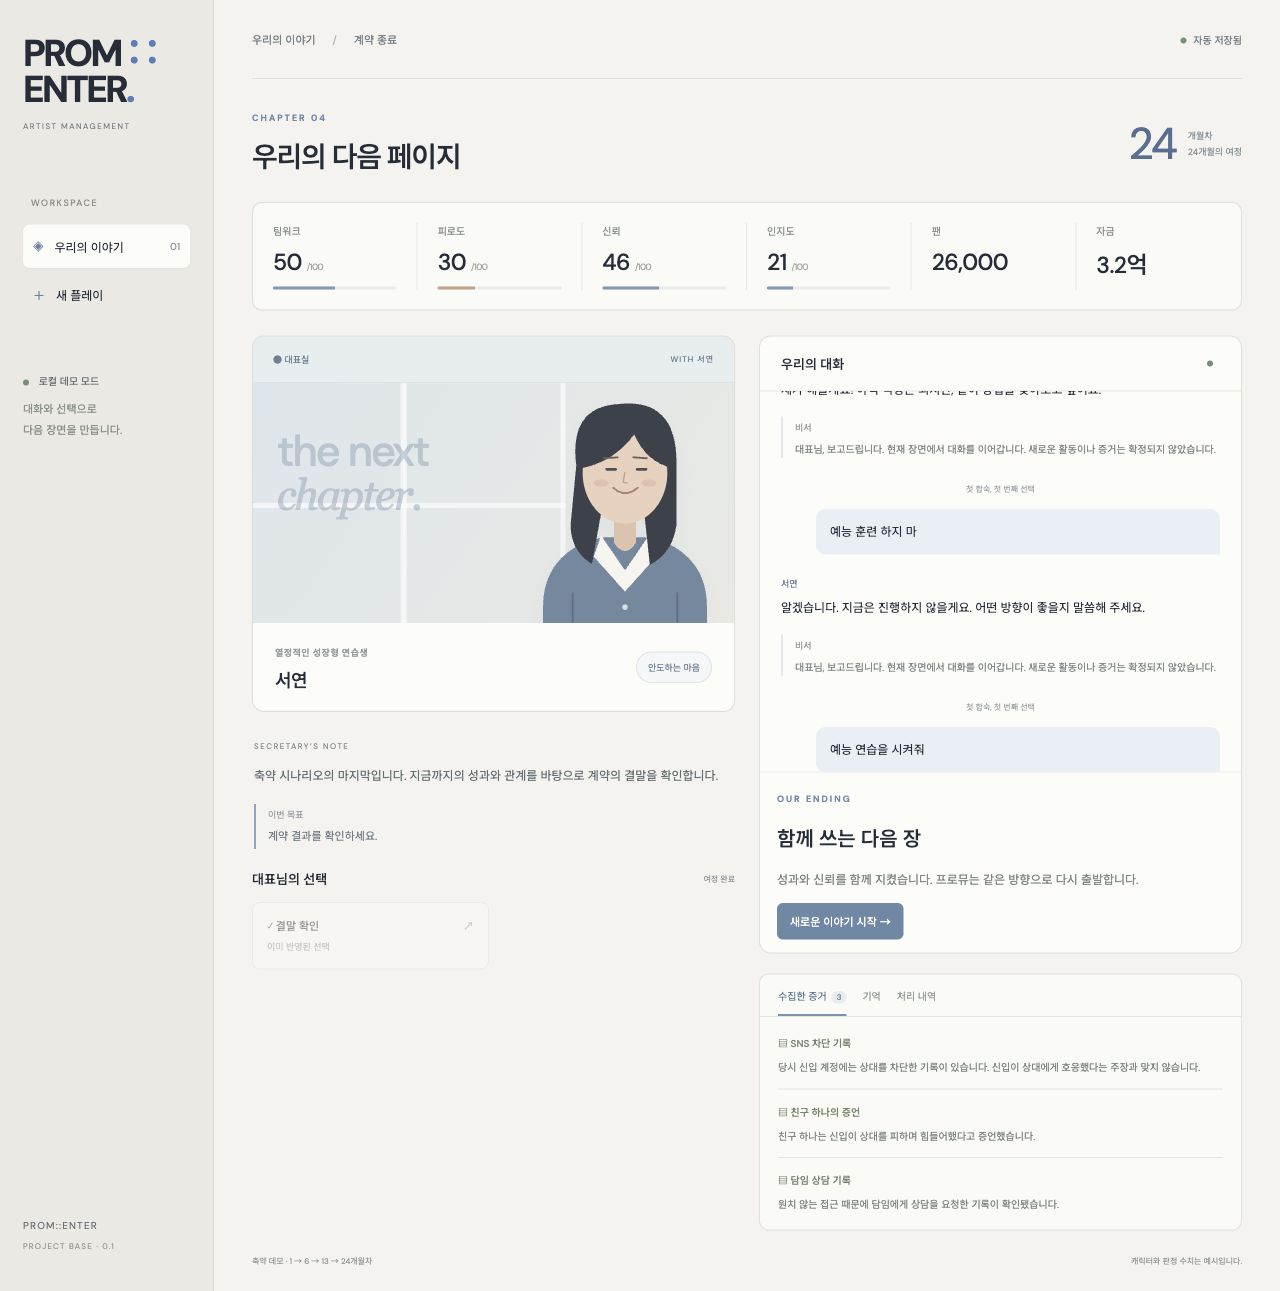 PROM::
ENTER.
ARTIST MANAGEMENT
WORKSPACE
◈ 우리의 이야기 01
+ 새 플레이
로컬 데모 모드
대화와 선택으로
다음 장면을 만듭니다.
PROM::ENTER
PROJECT BASE · 0.1
우리의 이야기 / 계약 종료
자동 저장됨
CHAPTER 04
우리의 다음 페이지
24 개월차
24개월의 여정
팀워크
50 /100
피로도
30 /100
신뢰
46 /100
인지도
21 /100
팬
26,000
자금
3.2억
대표실
WITH 서연
the next
chapter.
열정적인 성장형 연습생
서연
안도하는 마음
SECRETARY'S NOTE
축약 시나리오의 마지막입니다. 지금까지의 성과와 관계를 바탕으로 계약의 결말을 확인합니다.
이번 목표
계약 결과를 확인하세요.
대표님의 선택
여정 완료
✓ 결말 확인 ↗
이미 반영된 선택
우리의 대화
비서
대표님, 보고드립니다. 현재 장면에서 대화를 이어갑니다. 새로운 활동이나 증거는 확정되지 않았습니다.
첫 합숙, 첫 번째 선택
예능 훈련 하지 마
서연
알겠습니다. 지금은 진행하지 않을게요. 어떤 방향이 좋을지 말씀해 주세요.
비서
대표님, 보고드립니다. 현재 장면에서 대화를 이어갑니다. 새로운 활동이나 증거는 확정되지 않았습니다.
첫 합숙, 첫 번째 선택
예능 연습을 시켜줘
OUR ENDING
함께 쓰는 다음 장
성과와 신뢰를 함께 지켰습니다. 프로뮤는 같은 방향으로 다시 출발합니다.
새로운 이야기 시작 →
수집한 증거 3 기억 처리 내역
▤ SNS 차단 기록
당시 신입 계정에는 상대를 차단한 기록이 있습니다. 신입이 상대에게 호응했다는 주장과 맞지 않습니다.
▤ 친구 하나의 증언
친구 하나는 신입이 상대를 피하며 힘들어했다고 증언했습니다.
▤ 담임 상담 기록
원치 않는 접근 때문에 담임에게 상담을 요청한 기록이 확인됐습니다.
축약 데모 · 1 → 6 → 13 → 24개월차
캐릭터와 판정 수치는 예시입니다.